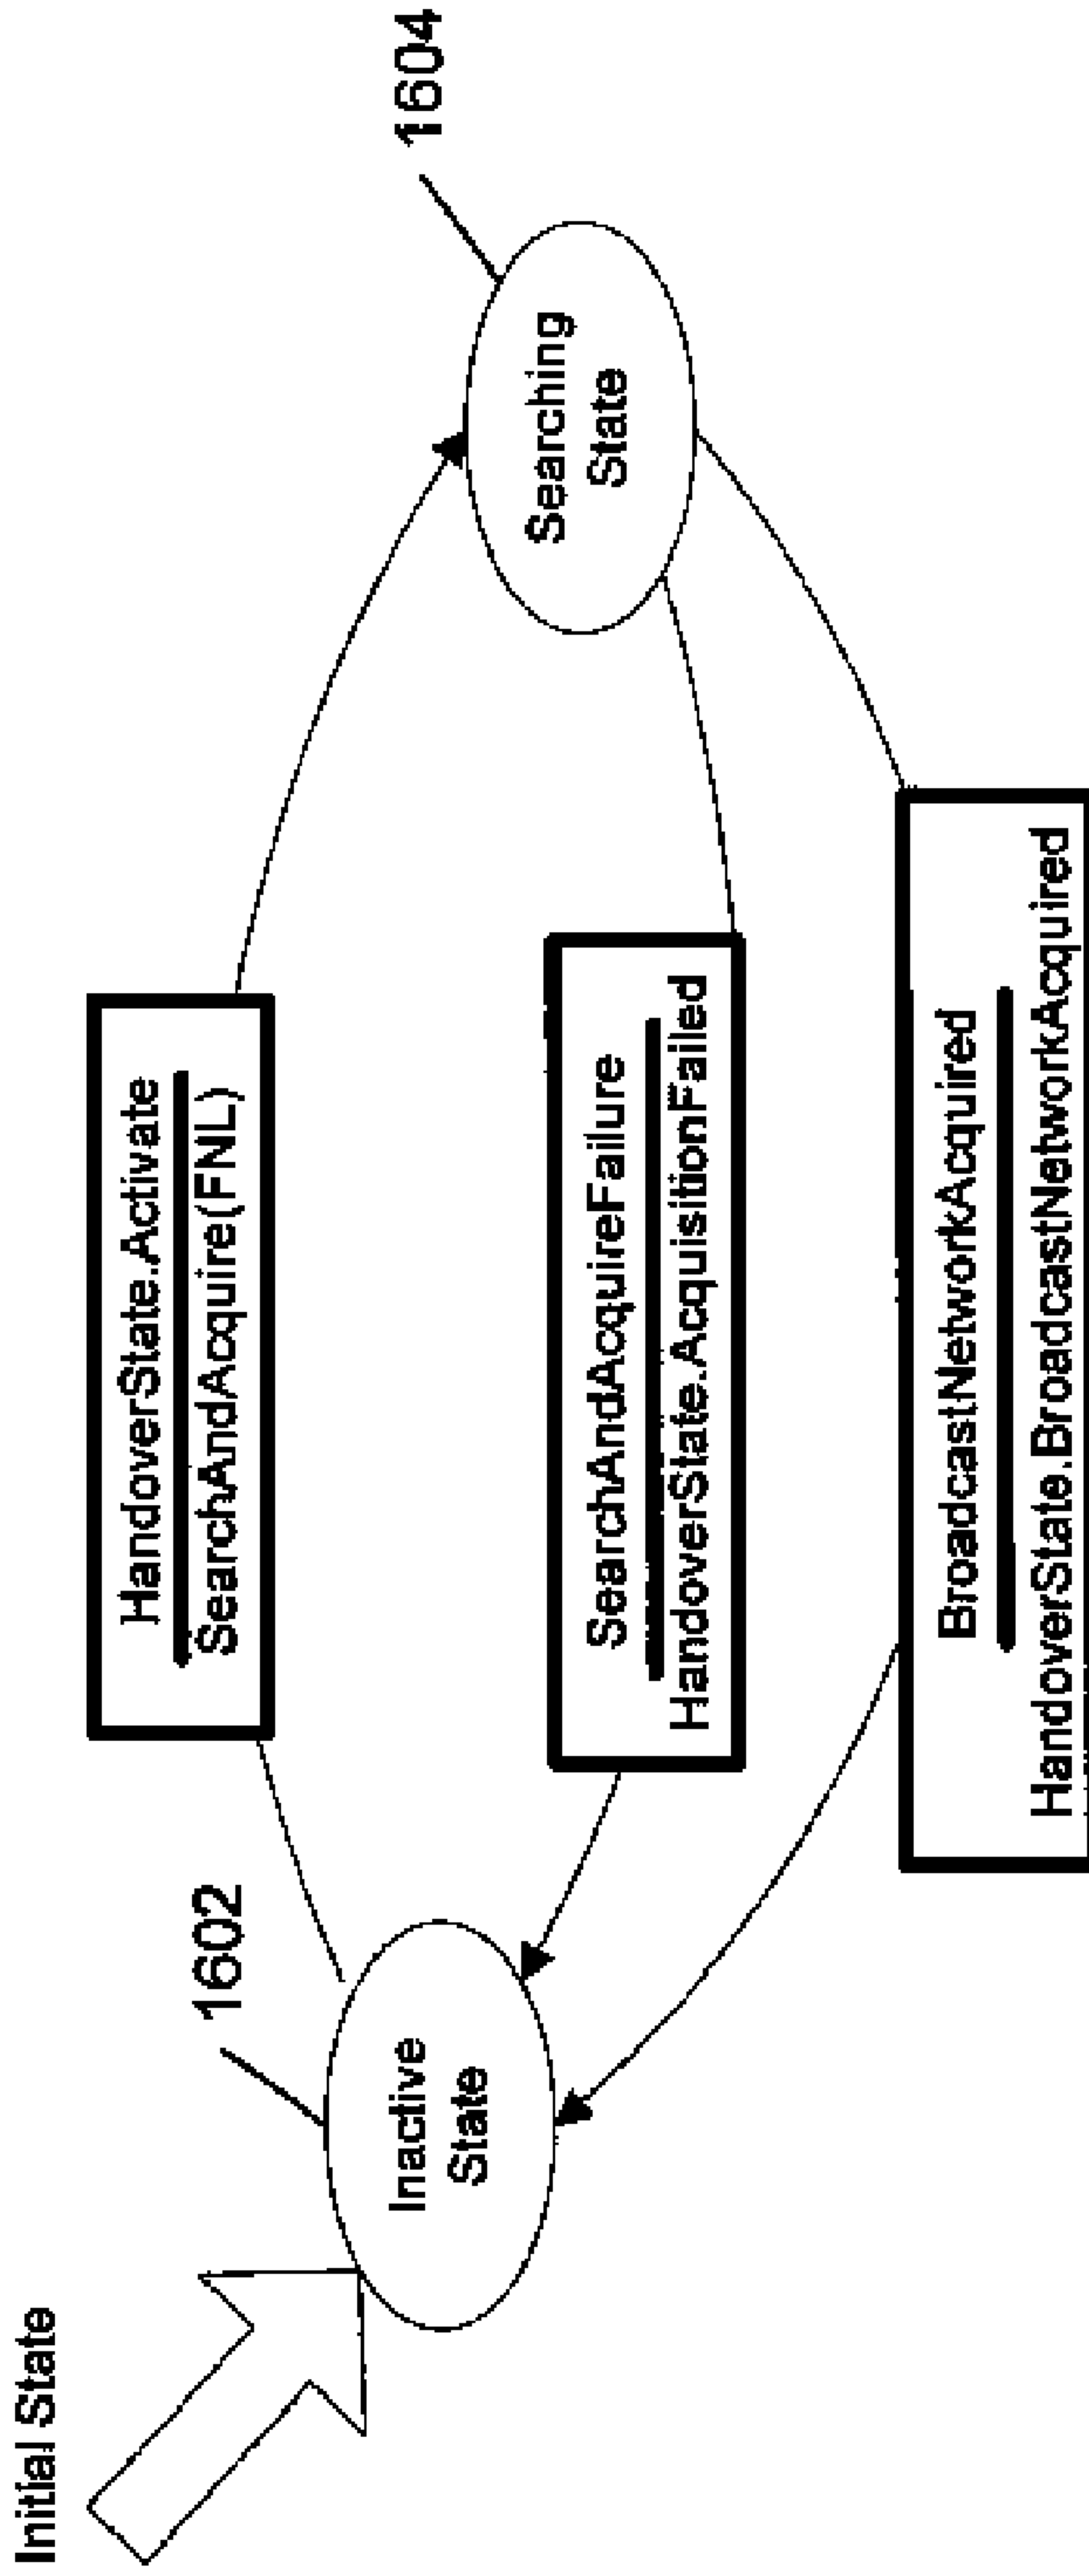 Initial State
1602
Inactive
State
HandoverState.Activate
SearchAndAcquire(FNL)
SearchAndAcquireFailure
HandoverState.AcquisitionFailed
BroadcastNetworkAcquired
HandoverState.BroadcastNetworkAcquired
Searching
State
1604